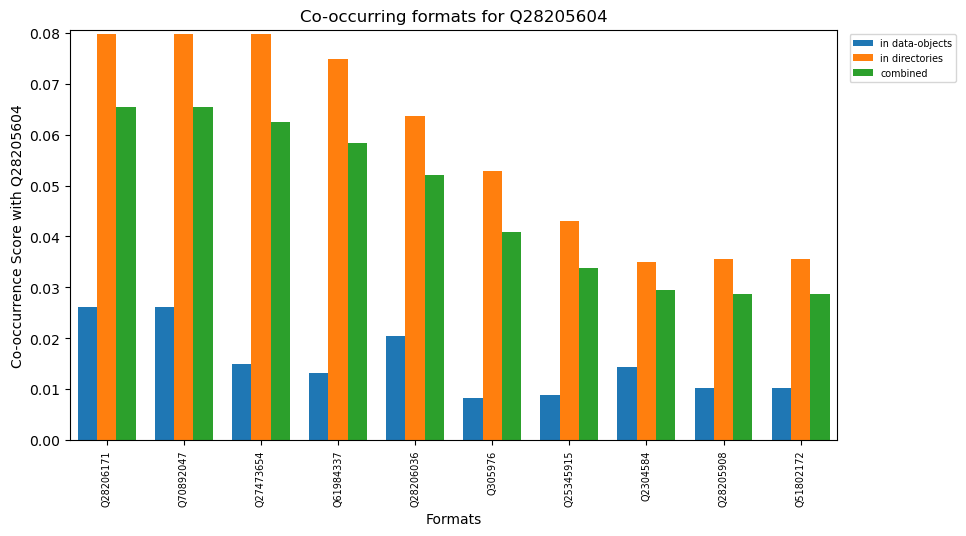 Co-occurring formats for Q28205604
Co-occurrence Score with Q28205604
0.08
0.07
0.06
0.05
0.04
0.03
0.02
0.01
0.00
in data-objects
in directories
combined
Q28206171
Q70892047
Q27473654
Q61984337
Q28206036
Q305976
Q25345915
Q2304584
Q28205908
Q51802172
Formats